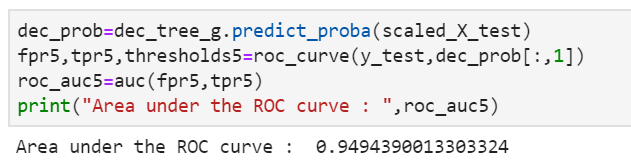 dec_prob=dec_tree_g.predict_proba(scaled_X_test)
fpr5,tpr5,thresholds5=roc_curve(y_test,dec_prob[:,1])
roc_auc5=auc(fpr5,tpr5)
print("Area under the ROC curve : ",roc_auc5)
Area under the ROC curve :  0.9494390013303324